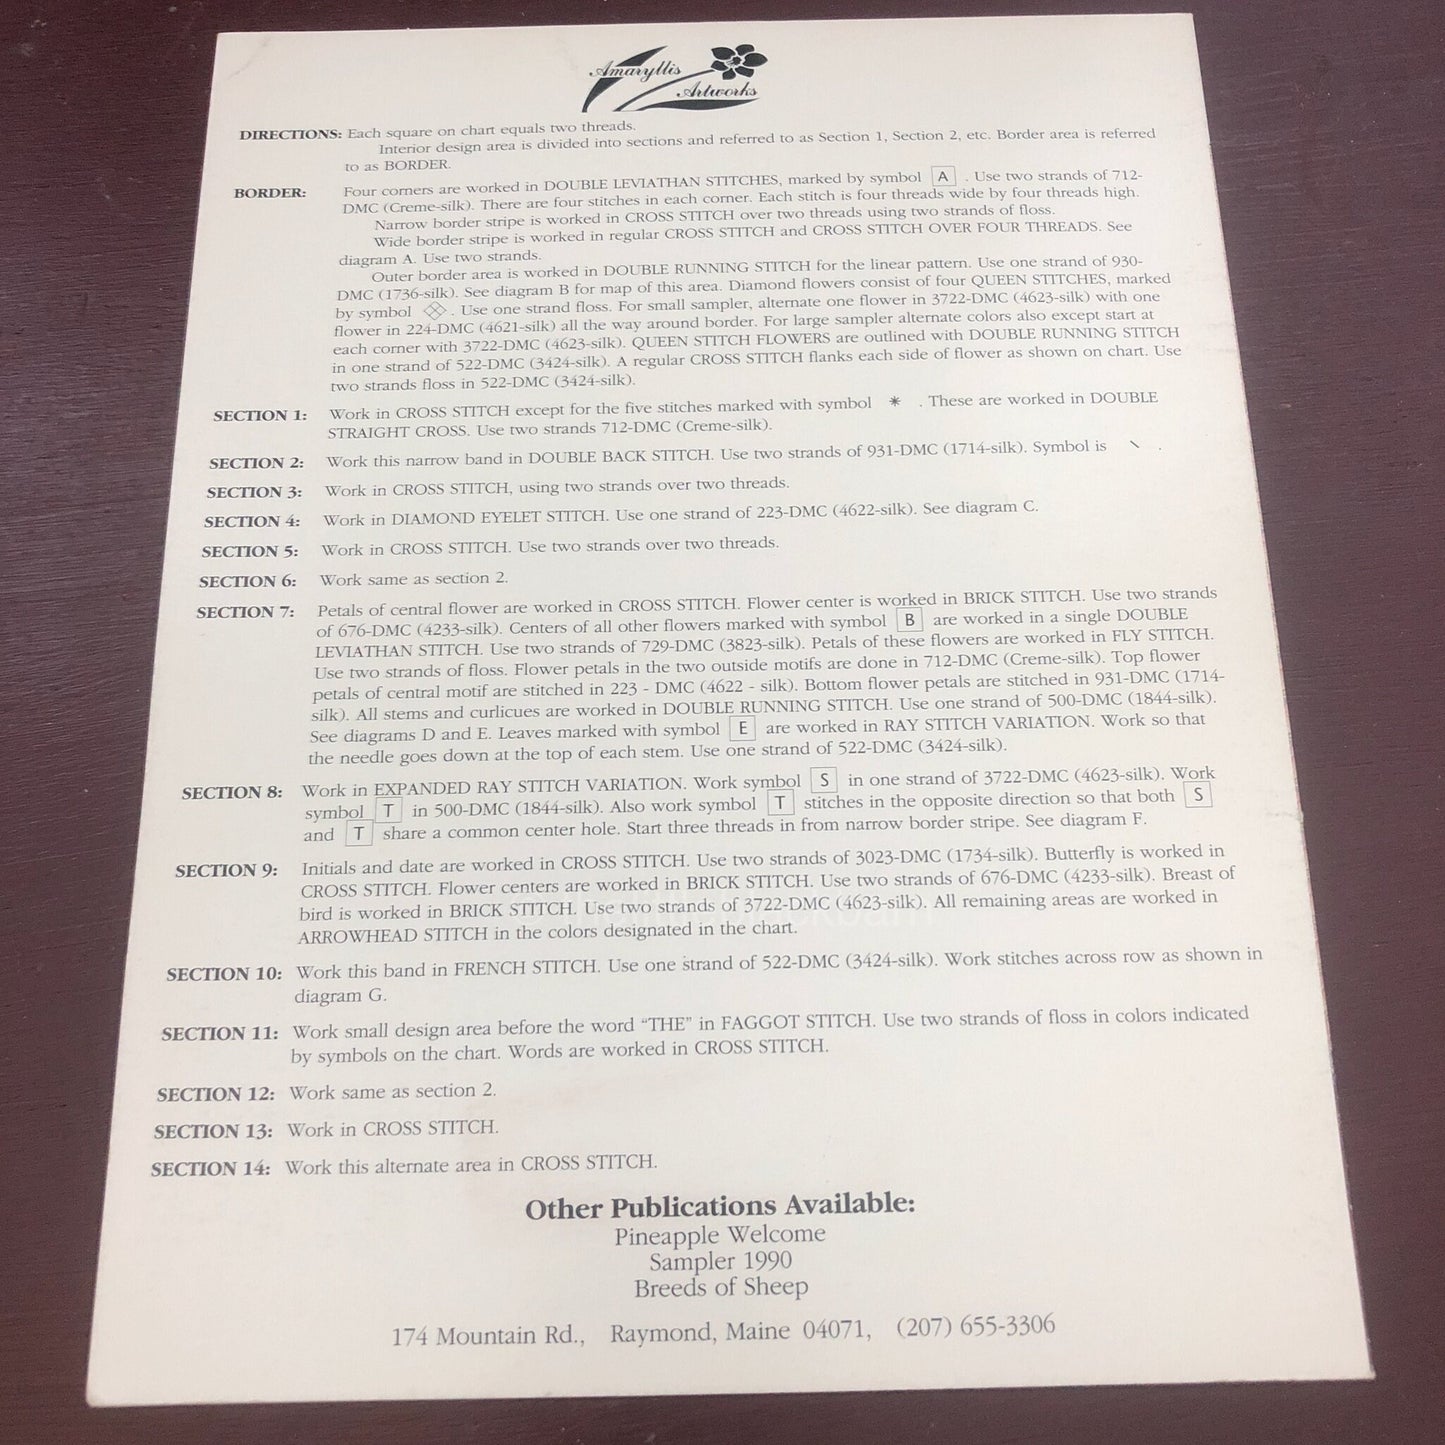 Amaryllis
Artworks
DIRECTIONS: Each square on chart equals two threads.
Interior design area is divided into sections and referred to as Section 1, Section 2, etc. Border area is referred
to as BORDER.
BORDER: Four corners are worked in DOUBLE LEVIATHAN STITCHES, marked by symbol A . Use two strands of 712-
DMC (Creme-silk). There are four stitches in each corner. Each stitch is four threads wide by four threads high.
Narrow border stripe is worked in CROSS STITCH over two threads using two strands of floss.
Wide border stripe is worked in regular CROSS STITCH and CROSS STITCH OVER FOUR THREADS. See
diagram A. Use two strands.
Outer border area is worked in DOUBLE RUNNING STITCH for the linear pattern. Use one strand of 930-
DMC (1736-silk). See diagram B for map of this area. Diamond flowers consist of four QUEEN STITCHES, marked
by symbol . Use one strand floss. For small sampler, alternate one flower in 3722-DMC (4623-silk) with one
flower in 224-DMC (4621-silk) all the way around border. For large sampler alternate colors also except start at
each corner with 3722-DMC (4623-silk). QUEEN STITCH FLOWERS are outlined with DOUBLE RUNNING STITCH
in one strand of 522-DMC (3424-silk). A regular CROSS STITCH flanks each side of flower as shown on chart. Use
two strands floss in 522-DMC (3424-silk).
SECTION 1: Work in CROSS STITCH except for the five stitches marked with symbol * . These are worked in DOUBLE
STRAIGHT CROSS. Use two strands 712-DMC (Creme-silk).
SECTION 2: Work this narrow band in DOUBLE BACK STITCH. Use two strands of 931-DMC (1714-silk). Symbol is \ .
SECTION 3: Work in CROSS STITCH, using two strands over two threads.
SECTION 4: Work in DIAMOND EYELET STITCH. Use one strand of 223-DMC (4622-silk). See diagram C.
SECTION 5: Work in CROSS STITCH. Use two strands over two threads.
SECTION 6: Work same as section 2.
SECTION 7: Petals of central flower are worked in CROSS STITCH. Flower center is worked in BRICK STITCH. Use two strands
of 676-DMC (4233-silk). Centers of all other flowers marked with symbol B are worked in a single DOUBLE
LEVIATHAN STITCH. Use two strands of 729-DMC (3823-silk). Petals of these flowers are worked in FLY STITCH.
Use two strands of floss. Flower petals in the two outside motifs are done in 712-DMC (Creme-silk). Top flower
petals of central motif are stitched in 223 - DMC (4622 - silk). Bottom flower petals are stitched in 931-DMC (1714-
silk). All stems and curlicues are worked in DOUBLE RUNNING STITCH. Use one strand of 500-DMC (1844-silk).
See diagrams D and E. Leaves marked with symbol E are worked in RAY STITCH VARIATION. Work so that
the needle goes down at the top of each stem. Use one strand of 522-DMC (3424-silk).
SECTION 8: Work in EXPANDED RAY STITCH VARIATION. Work symbol S in one strand of 3722-DMC (4623-silk). Work
symbol T in 500-DMC (1844-silk). Also work symbol T stitches in the opposite direction so that both S
and T share a common center hole. Start three threads in from narrow border stripe. See diagram F.
SECTION 9: Initials and date are worked in CROSS STITCH. Use two strands of 3023-DMC (1734-silk). Butterfly is worked in
CROSS STITCH. Flower centers are worked in BRICK STITCH. Use two strands of 676-DMC (4233-silk). Breast of
bird is worked in BRICK STITCH. Use two strands of 3722-DMC (4623-silk). All remaining areas are worked in
ARROWHEAD STITCH in the colors designated in the chart.
SECTION 10: Work this band in FRENCH STITCH. Use one strand of 522-DMC (3424-silk). Work stitches across row as shown in
diagram G.
SECTION 11: Work small design area before the word “THE” in FAGGOT STITCH. Use two strands of floss in colors indicated
by symbols on the chart. Words are worked in CROSS STITCH.
SECTION 12: Work same as section 2.
SECTION 13: Work in CROSS STITCH.
SECTION 14: Work this alternate area in CROSS STITCH.
Other Publications Available:
Pineapple Welcome
Sampler 1990
Breeds of Sheep
174 Mountain Rd., Raymond, Maine 04071, (207) 655-3306